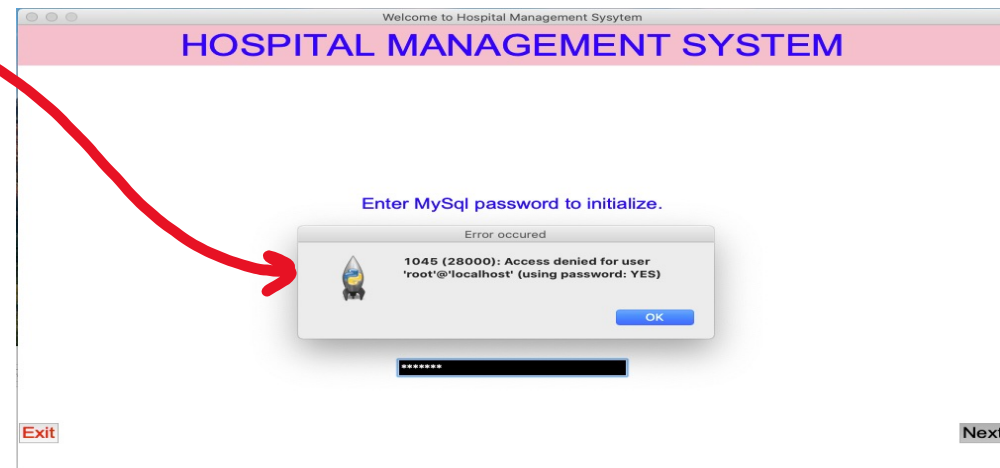 Welcome to Hospital Management Sysytem
HOSPITAL MANAGEMENT SYSTEM
Enter MySql password to initialize.
Error occured
1045 (28000): Access denied for user
'root'@'localhost' (using password: YES)
OK
*******
Exit
Next